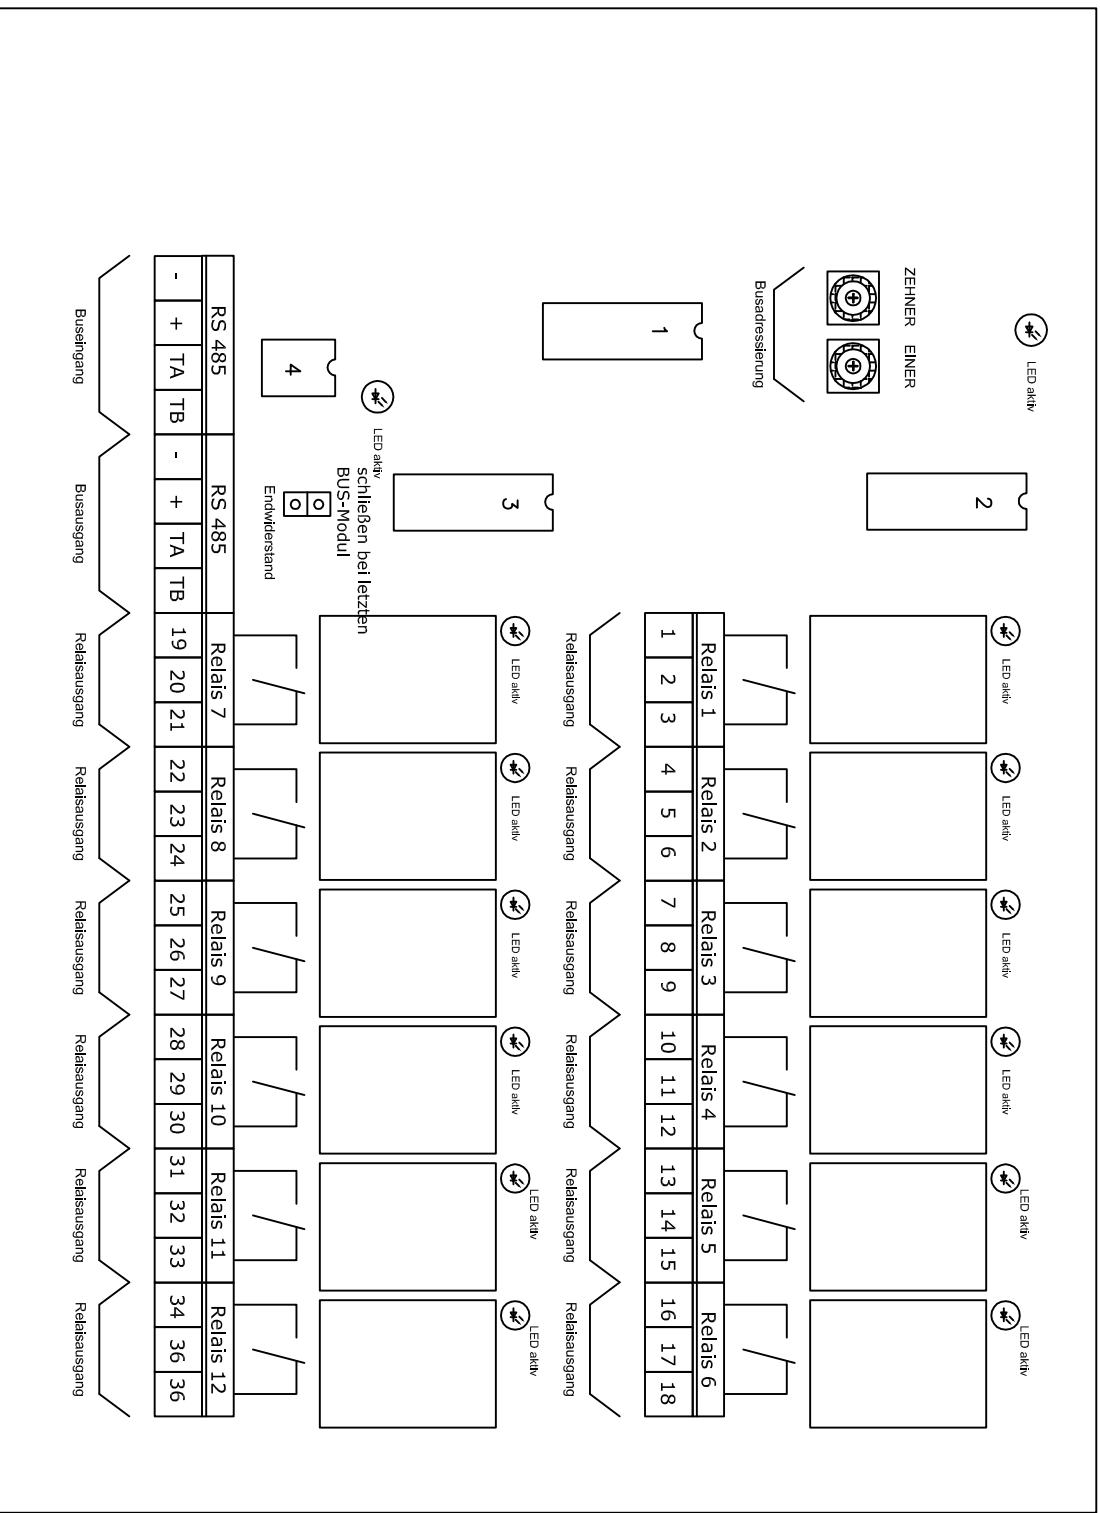 LED aktiv
ZEHNER EINER
Busadressierung
1
2
3
4
LED aktiv
schließen bei letzten
BUS-Modul
Endwiderstand
LED aktiv
LED aktiv
LED aktiv
LED aktiv
LED aktiv
LED aktiv
Relais 1
Relais 2
Relais 3
Relais 4
Relais 5
Relais 6
1 2 3 4 5 6 7 8 9 10 11 12 13 14 15 16 17 18
Relaisausgang
Relaisausgang
Relaisausgang
Relaisausgang
Relaisausgang
Relaisausgang
LED aktiv
LED aktiv
LED aktiv
LED aktiv
LED aktiv
LED aktiv
RS 485
RS 485
Relais 7
Relais 8
Relais 9
Relais 10
Relais 11
Relais 12
- + TA TB - + TA TB 19 20 21 22 23 24 25 26 27 28 29 30 31 32 33 34 36 36
Buseingang
Busausgang
Relaisausgang
Relaisausgang
Relaisausgang
Relaisausgang
Relaisausgang
Relaisausgang